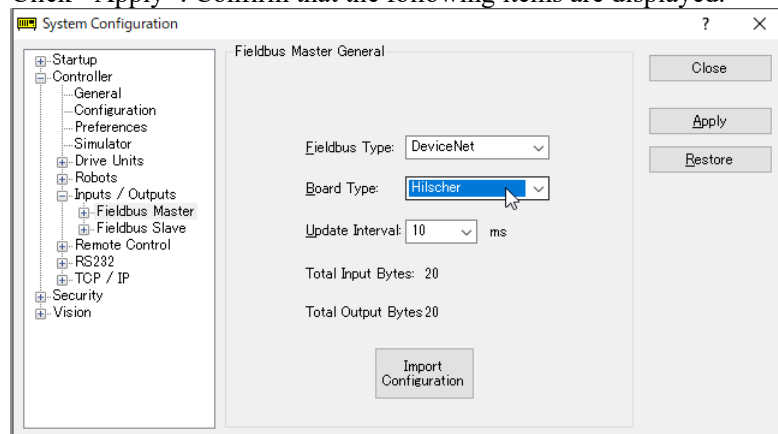 Click "Apply". Confirm that the following items are displayed.
System Configuration
Startup
Controller
General
Configuration
Preferences
Simulator
Drive Units
Robots
Inputs / Outputs
Fieldbus Master
Fieldbus Slave
Remote Control
RS232
TCP / IP
Security
Vision
Fieldbus Master General
Fieldbus Type: DeviceNet
Board Type: Hilscher
Update Interval: 10 ms
Total Input Bytes: 20
Total Output Bytes 20
Import
Configuration
Close
Apply
Restore